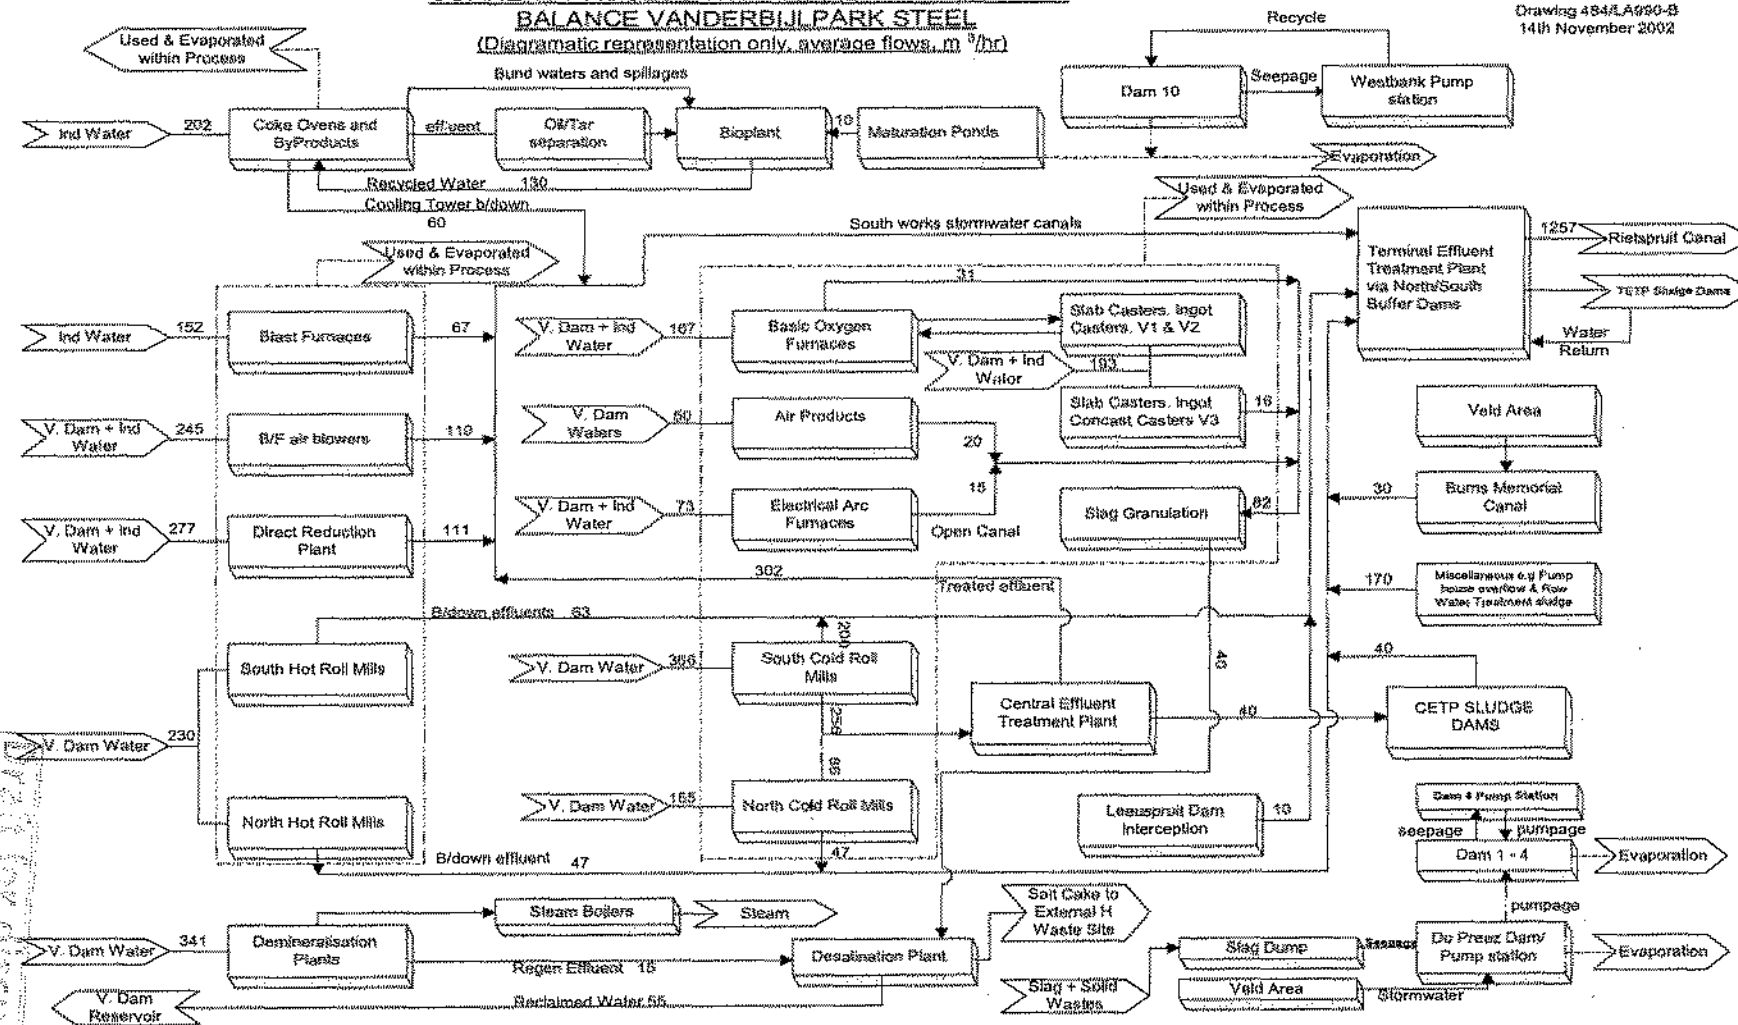 BALANCE VANDERBIJLPARK STEEL
(Diagramatic representation only, average flows, m ³/hr)
Drawing 484/LA990-B
14th November 2002
Used & Evaporated
within Process
Bund waters and spillages
Recycle
Ind Water
202
Coke Ovens and
ByProducts
effluent
Oil/Tar
separation
Bioplant
10
Maturation Ponds
Dam 10
Seepage
Westbank Pump
station
Evaporation
Recycled Water 130
Cooling Tower b/down
60
Used & Evaporated
within Process
South works stormwater canals
Used & Evaporated
within Process
Terminal Effluent
Treatment Plant
via North/South
Buffer Dams
1257
Rietspruit Canal
TETP Sludge Dams
Water
Return
31
Ind Water
152
Blast Furnaces
67
V. Dam + Ind
Water
167
Basic Oxygen
Furnaces
Slab Casters. Ingot
Casters. V1 & V2
V. Dam + Ind
Water
193
V. Dam + Ind
Water
245
B/F air blowers
119
V. Dam
Waters
60
Air Products
20
Slab Casters. Ingot
Concast Casters V3
16
Veld Area
V. Dam + Ind
Water
277
Direct Reduction
Plant
111
V. Dam + Ind
Water
73
Electrical Arc
Furnaces
15
Open Canal
Slag Granulation
82
30
Burns Memorial
Canal
302
Treated effluent
170
Miscellaneous e.g Pump
house overflow & Raw
Water Treatment sludge
B/down effluents 63
South Hot Roll Mills
V. Dam Water
South Cold Roll
Mills
40
40
CETP SLUDGE
DAMS
Central Effluent
Treatment Plant
40
V. Dam Water
230
North Hot Roll Mills
V. Dam Water
North Cold Roll Mills
Leeuspruit Dam
Interception
10
Dam 4 Pump Station
seepage
pumpage
Dam 1 - 4
Evaporation
B/down effluent 47
47
pumpage
Steam Boilers
Steam
Salt Cake to
External H
Waste Site
V. Dam Water
341
Demineralisation
Plants
Regen Effluent 15
Desalination Plant
Slag Dump
Seepage
Du Preez Dam/
Pump station
Evaporation
V. Dam
Reservoir
Reclaimed Water 55
Slag + Solid
Wastes
Veld Area
Stormwater